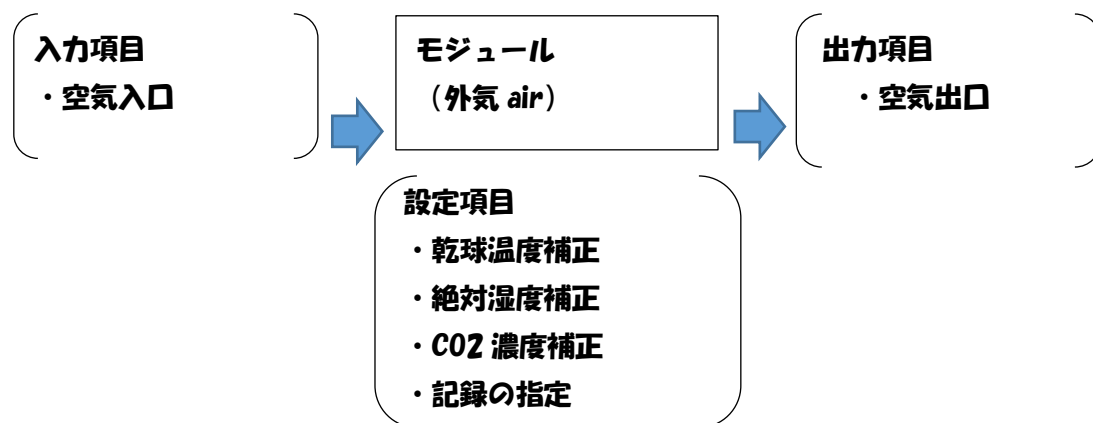 入力項目
・空気入口
モジュール
（外気 air）
出力項目
・空気出口
設定項目
・乾球温度補正
・絶対湿度補正
・CO2 濃度補正
・記録の指定